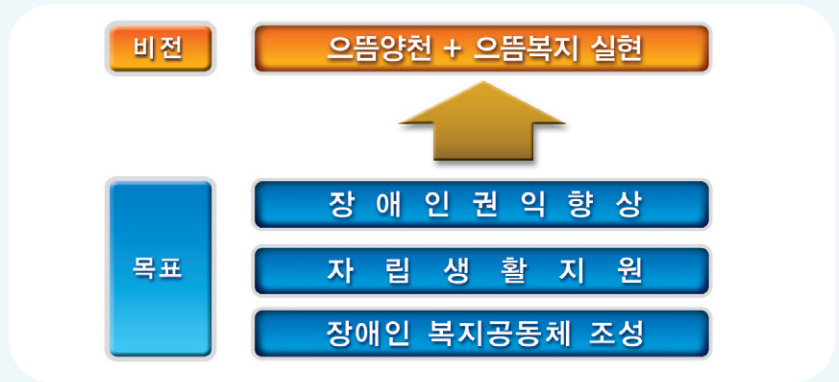 비전
으뜸양천 + 으뜸복지 실현
목표
장 애 인 권 익 향 상
자 립 생 활 지 원
장애인 복지공동체 조성